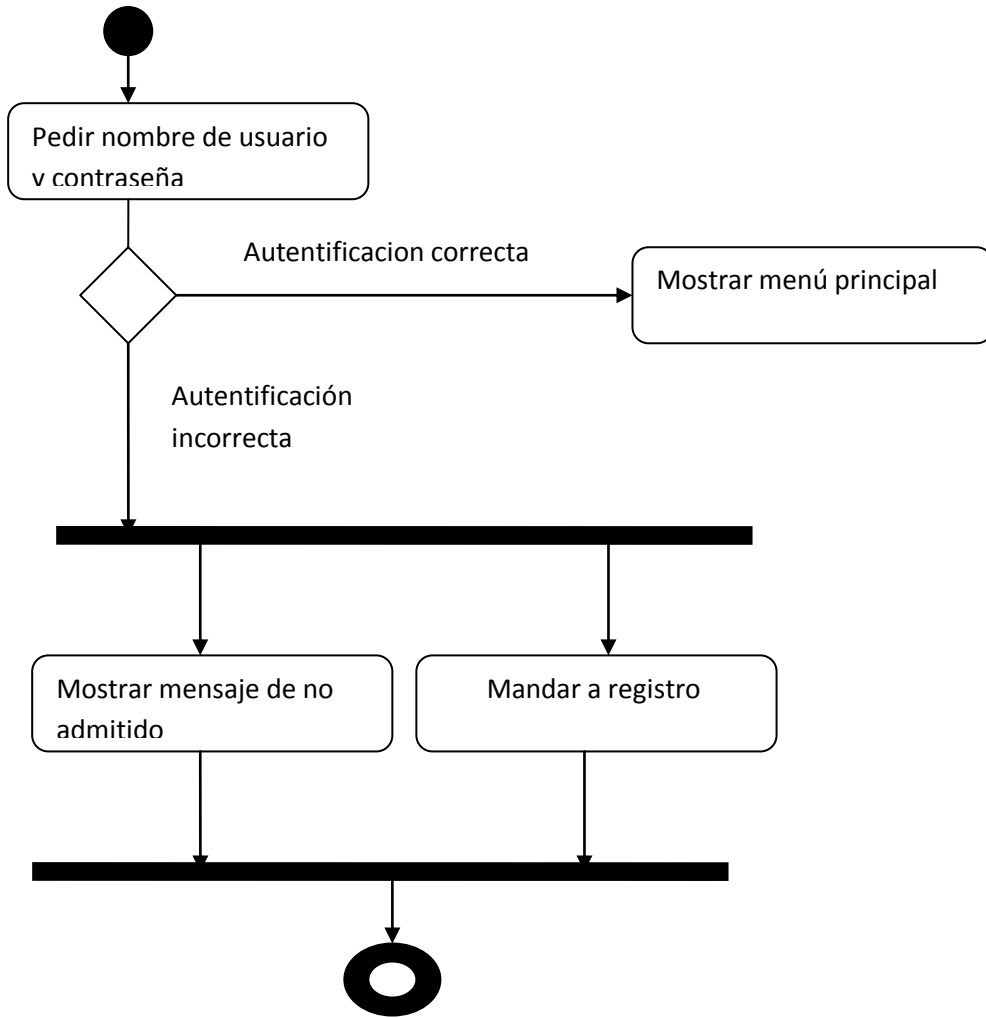 Pedir nombre de usuario
y contraseña
Autentificacion correcta
Mostrar menú principal
Autentificación
incorrecta
Mostrar mensaje de no
admitido
Mandar a registro